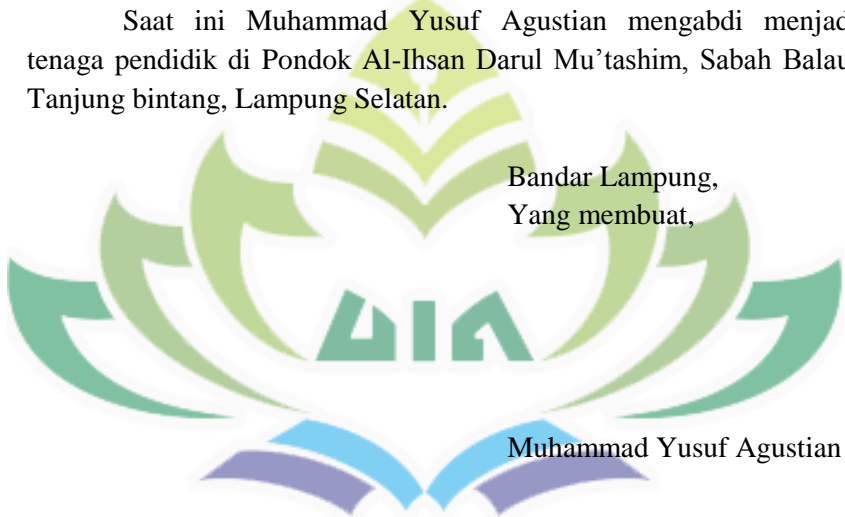 Saat ini Muhammad Yusuf Agustian mengabdi menjad
tenaga pendidik di Pondok Al-Ihsan Darul Mu’tashim, Sabah Balau
Tanjung bintang, Lampung Selatan.
Bandar Lampung,
Yang membuat,
UIN
Muhammad Yusuf Agustian